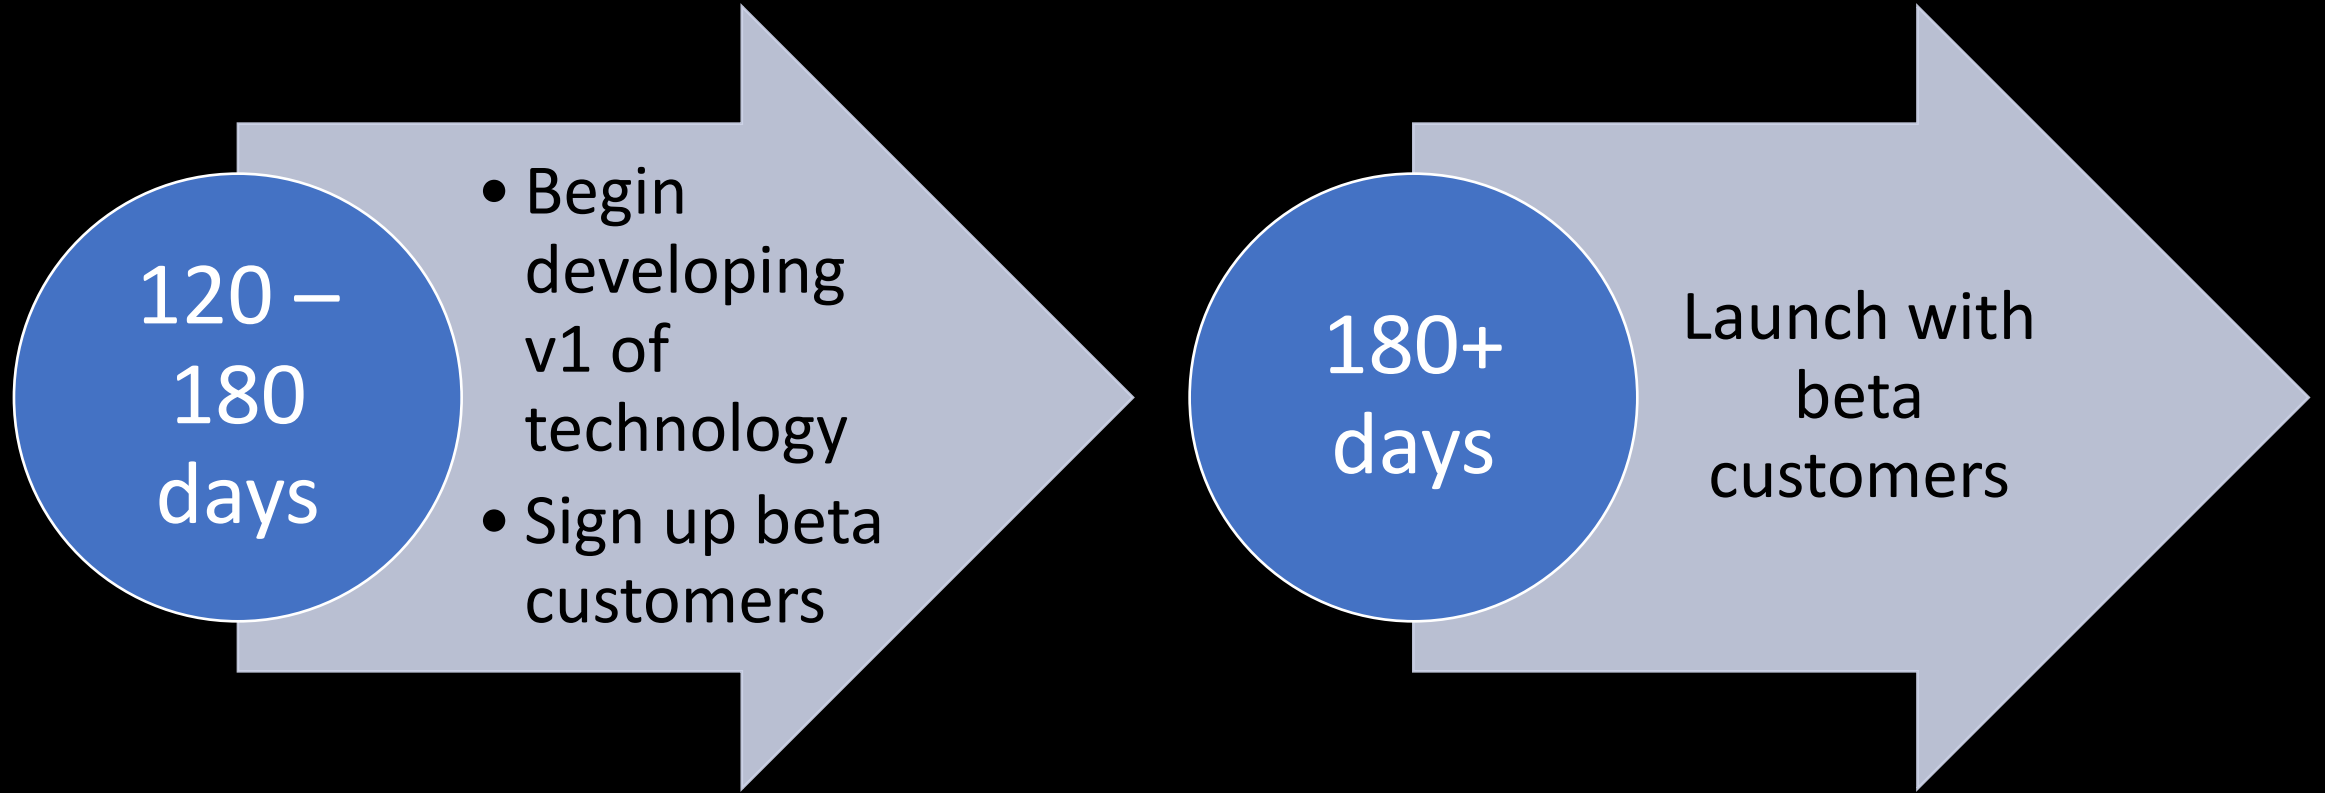 120 –
180
days
• Begin
developing
v1 of
technology
• Sign up beta
customers
180+
days
Launch with
beta
customers